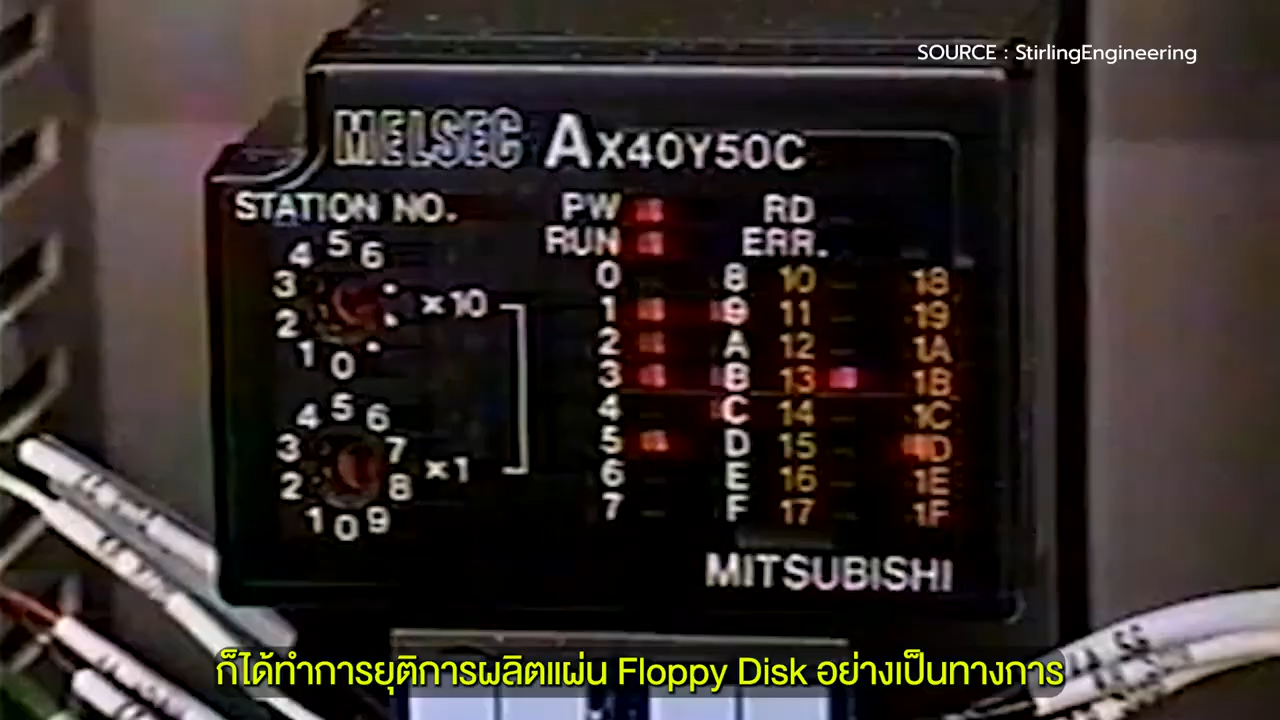 SOURCE : StirlingEngineering
MELSEC AX40Y50C
STATION NO.
PW RD
RUN ERR.
0 8 10 18
1 9 11 19
2 A 12 1A
3 B 13 1B
4 C 14 1C
5 D 15 1D
6 E 16 1E
7 F 17 1F
0 1 2 3 4 5 6
×10
0 1 2 3 4 5 6 7 8 9
×1
MITSUBISHI
ก็ได้ทำการยุติการผลิตแผ่น Floppy Disk อย่างเป็นทางการ